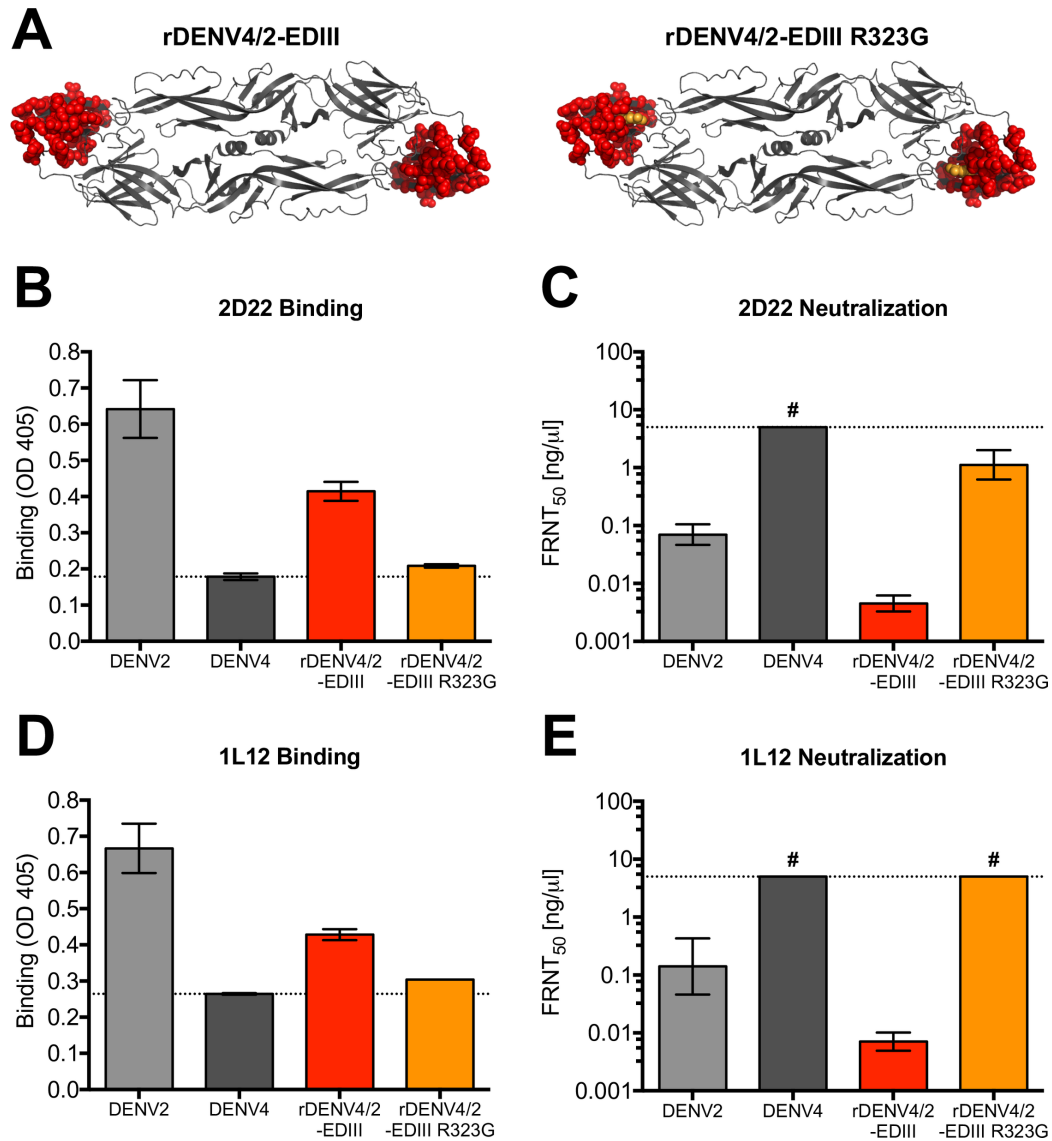 A
rDENV4/2-EDIII
rDENV4/2-EDIII R323G
B
2D22 Binding
Binding (OD 405)
0.8
0.7
0.6
0.5
0.4
0.3
0.2
0.1
0.0
DENV2
DENV4
rDENV4/2
-EDIII
rDENV4/2
-EDIII R323G
C
2D22 Neutralization
FRNT50 [ng/µl]
100
10
1
0.1
0.01
0.001
#
DENV2
DENV4
rDENV4/2
-EDIII
rDENV4/2
-EDIII R323G
D
1L12 Binding
Binding (OD 405)
0.8
0.7
0.6
0.5
0.4
0.3
0.2
0.1
0.0
DENV2
DENV4
rDENV4/2
-EDIII
rDENV4/2
-EDIII R323G
E
1L12 Neutralization
FRNT50 [ng/µl]
100
10
1
0.1
0.01
0.001
#
#
DENV2
DENV4
rDENV4/2
-EDIII
rDENV4/2
-EDIII R323G